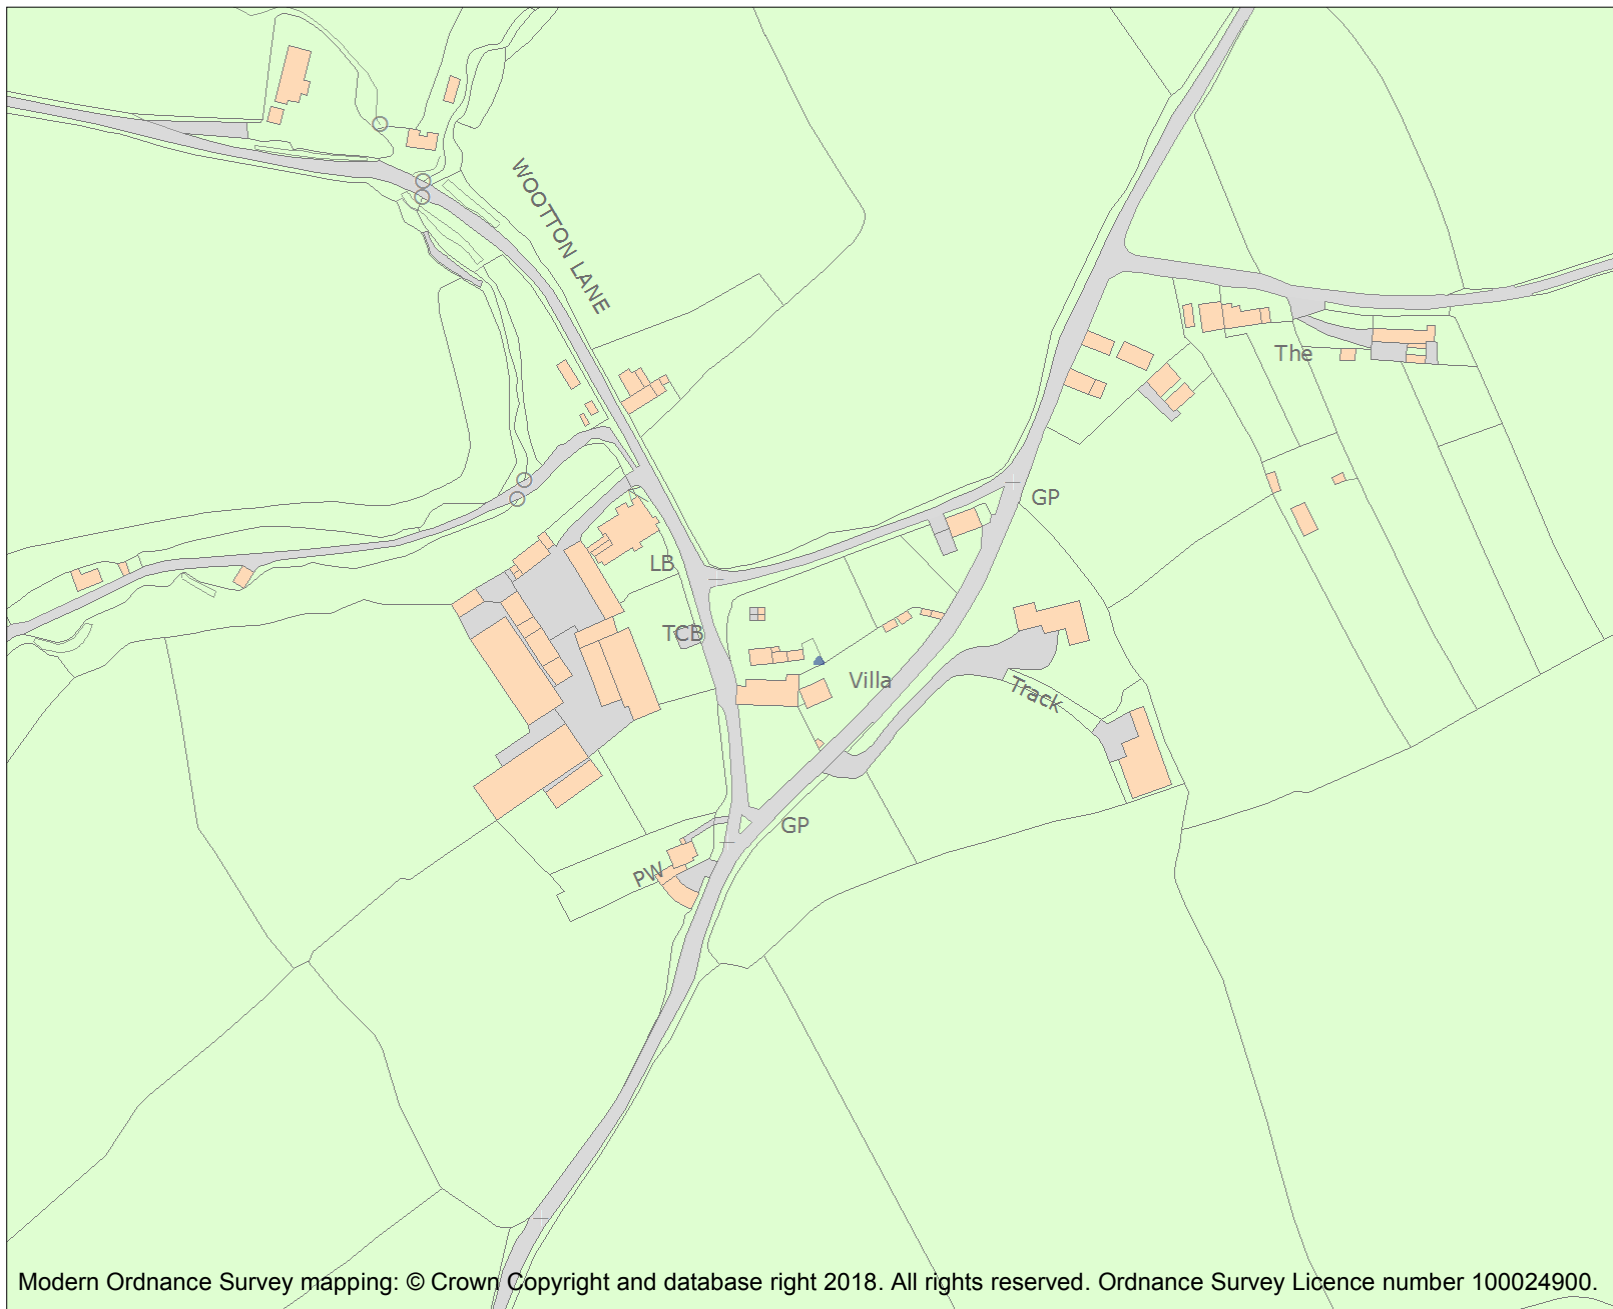 WOOTTON LANE
The
GP
LB
TCB
Villa
Track
GP
PW
Modern Ordnance Survey mapping: © Crown Copyright and database right 2018. All rights reserved. Ordnance Survey Licence number 100024900.